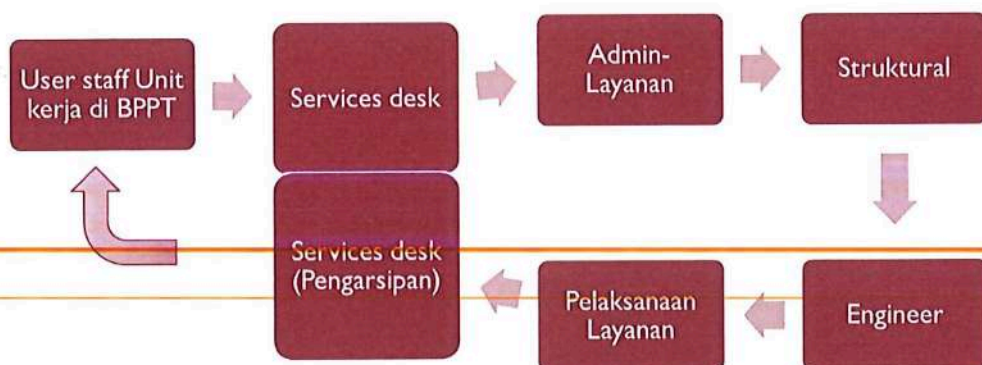 User staff Unit
kerja di BPPT
Services desk
Admin-
Layanan
Struktural
Services desk
(Pengarsipan)
Pelaksanaan
Layanan
Engineer